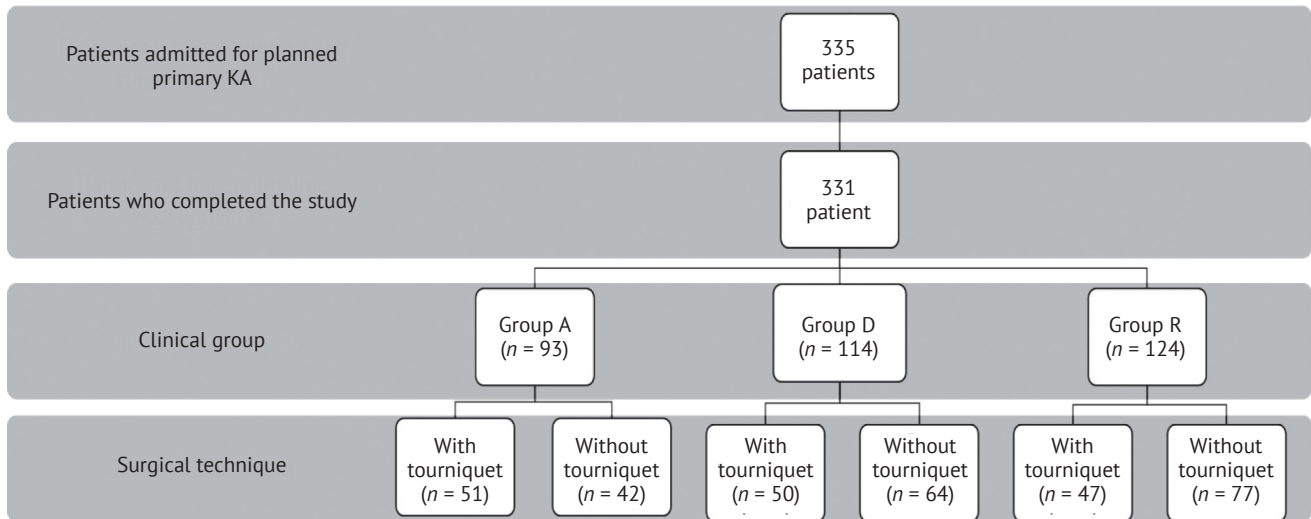 Patients admitted for planned
primary KA
335
patients
Patients who completed the study
331
patient
Clinical group
Group A
(n = 93)
Group D
(n = 114)
Group R
(n = 124)
Surgical technique
With
tourniquet
(n = 51)
Without
tourniquet
(n = 42)
With
tourniquet
(n = 50)
Without
tourniquet
(n = 64)
With
tourniquet
(n = 47)
Without
tourniquet
(n = 77)